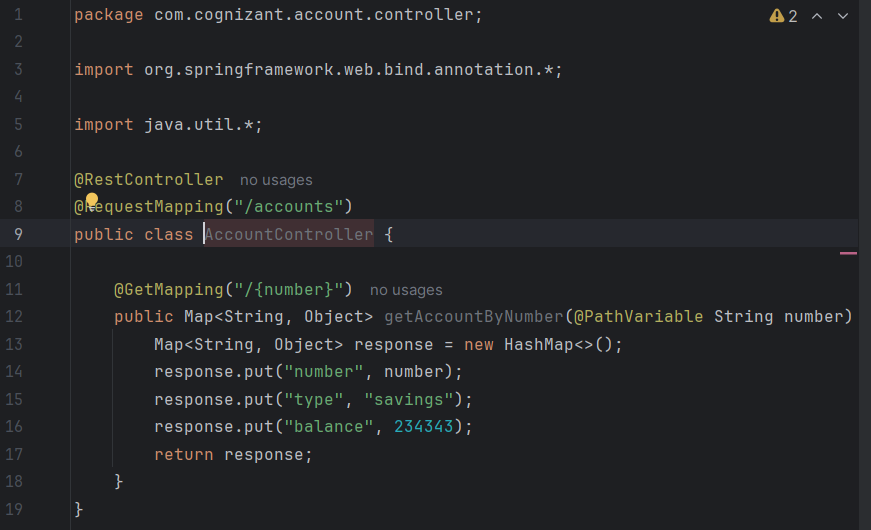 1 package com.cognizant.account.controller; 2
2
3 import org.springframework.web.bind.annotation.*;
4
5 import java.util.*;
6
7 @RestController no usages
8 @RequestMapping("/accounts")
9 public class AccountController {
10
11 @GetMapping("/{number}") no usages
12 public Map<String, Object> getAccountByNumber(@PathVariable String number)
13 Map<String, Object> response = new HashMap<>();
14 response.put("number", number);
15 response.put("type", "savings");
16 response.put("balance", 234343);
17 return response;
18 }
19 }